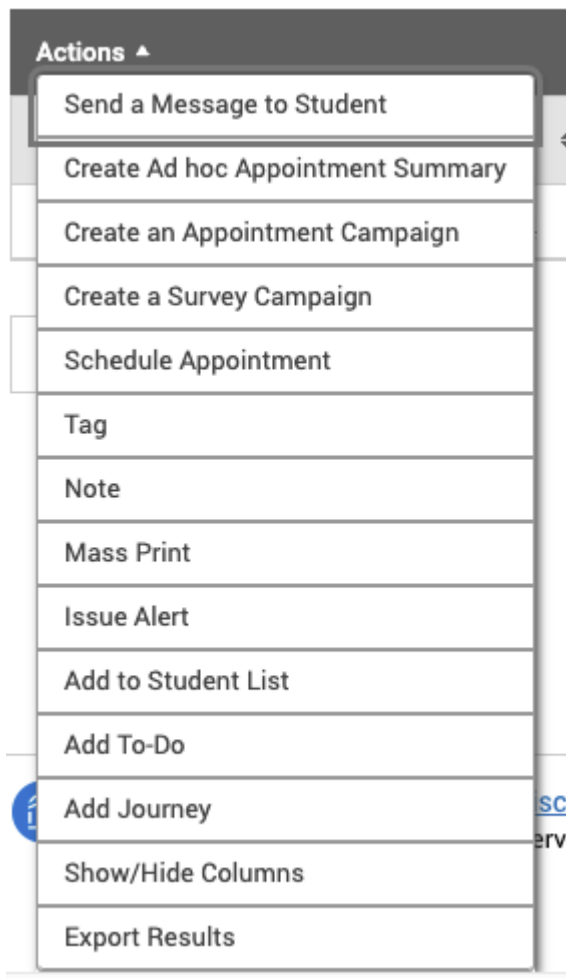 Actions ▲
Send a Message to Student
Create Ad hoc Appointment Summary
Create an Appointment Campaign
Create a Survey Campaign
Schedule Appointment
Tag
Note
Mass Print
Issue Alert
Add to Student List
Add To-Do
Add Journey
Show/Hide Columns
Export Results